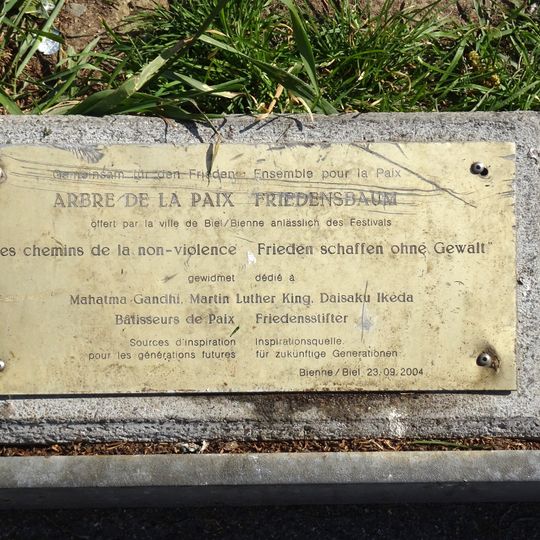 Gemeinsam für den Frieden Ensemble pour la Paix
ARBRE DE LA PAIX FRIEDENSBAUM
offert par la ville de Biel/Bienne anlässlich des Festivals
es chemins de la non-violence Frieden schaffen ohne Gewalt"
gewidmet dédié à
Mahatma Gandhi, Martin Luther King, Daisaku Ikéda
Bâtisseurs de Paix Friedensstifter
Sources d'inspiration Inspirationsquelle
pour les générations futures für zukünftige Generationen
Bienne/Biel 23.09.2004